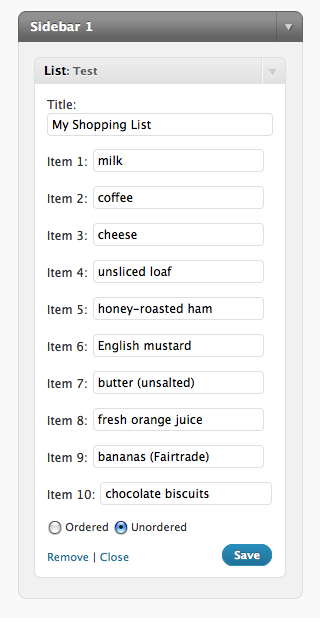 Sidebar 1
List: Test
Title:
My Shopping List
Item 1: milk
Item 2: coffee
Item 3: cheese
Item 4: unsliced loaf
Item 5: honey-roasted ham
Item 6: English mustard
Item 7: butter (unsalted)
Item 8: fresh orange juice
Item 9: bananas (Fairtrade)
Item 10: chocolate biscuits
Ordered Unordered
Remove | Close Save